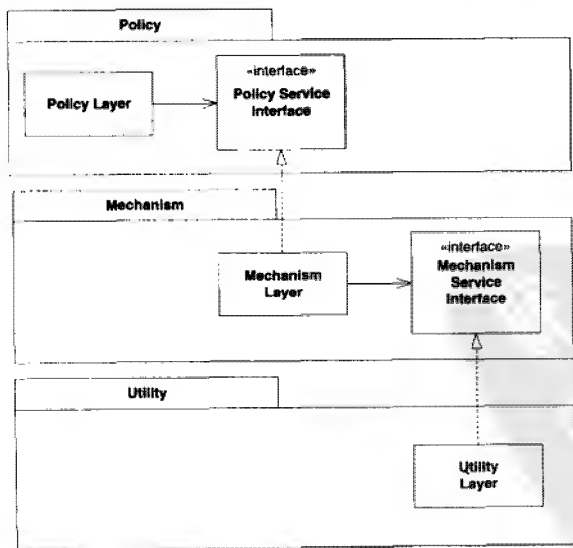 Policy
«interface»
Policy Service
Interface
Policy Layer
Mechanism
«interface»
Mechanism
Service
Interface
Mechanism
Layer
Utility
Utility
Layer